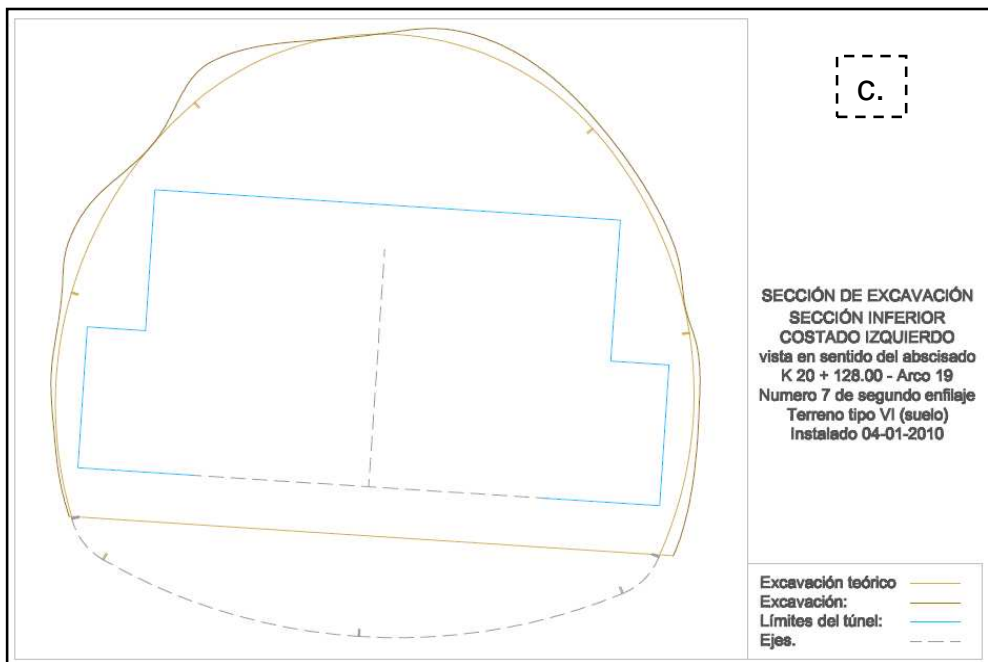 c.
SECCIÓN DE EXCAVACIÓN
SECCIÓN INFERIOR
COSTADO IZQUIERDO
vista en sentido del abscisado
K 20 + 128.00 - Arco 19
Numero 7 de segundo enfilaje
Terreno tipo VI (suelo)
Instalado 04-01-2010
Excavación teórico
Excavación:
Límites del túnel:
Ejes.